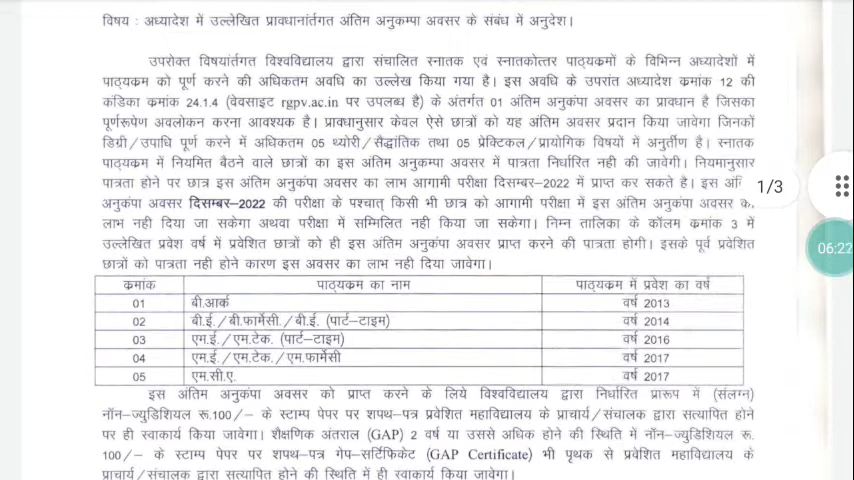 विषय : अध्यादेश में उल्लेखित प्रावधानांर्तगत अंतिम अनुकम्पा अवसर के संबंध में अनुदेश।
उपरोक्त विषयांर्तगत विश्वविद्यालय द्वारा संचालित स्नातक एवं स्नातकोत्तर पाठ्यक्रमों के विभिन्न अध्यादेशों में
पाठ्यक्रम को पूर्ण करने की अधिकतम अवधि का उल्लेख किया गया है। इस अवधि के उपरांत अध्यादेश क्रमांक 12 की
कंडिका क्रमांक 24.1.4 (वेवसाइट rgpv.ac.in पर उपलब्ध है) के अंतर्गत 01 अंतिम अनुकंपा अवसर का प्रावधान है जिसका
पूर्णरूपेण अवलोकन करना आवश्यक है। प्रावधानुसार केवल ऐसे छात्रों को यह अंतिम अवसर प्रदान किया जावेगा जिनकों
डिग्री/उपाधि पूर्ण करने में अधिकतम 05 थ्योरी/सैद्धांतिक तथा 05 प्रेक्टिकल/प्रायोगिक विषयों में अनुर्तीण है। स्नातक
पाठ्यक्रम में नियमित बैठने वाले छात्रों का इस अंतिम अनुकम्पा अवसर में पात्रता निर्धारित नही की जावेगी। नियमानुसार
पात्रता होने पर छात्र इस अंतिम अनुकंपा अवसर का लाभ आगामी परीक्षा दिसम्बर–2022 में प्राप्त कर सकते है। इस
अनुकंपा अवसर दिसम्बर–2022 की परीक्षा के पश्चात् किसी भी छात्र को आगामी परीक्षा में इस अंतिम अनुकंपा अवसर के
लाभ नही दिया जा सकेगा अथवा परीक्षा में सम्मिलित नही किया जा सकेगा। निम्न तालिका के कॉलम क्रमांक 3 में
उल्लेखित प्रवेश वर्ष में प्रवेशित छात्रों को ही इस अंतिम अनुकंपा अवसर प्राप्त करने की पात्रता होगी। इसके पूर्व प्रवेशित
छात्रों को पात्रता नही होने कारण इस अवसर का लाभ नही दिया जावेगा।
1/3
06:22
क्रमांक पाठ्यक्रम का नाम पाठ्यक्रम में प्रवेश का वर्ष
01 बी.आर्क वर्ष 2013
02 बी.ई./बी.फार्मेसी./बी.ई. (पार्ट–टाइम) वर्ष 2014
03 एम.ई./एम.टेक. (पार्ट–टाइम) वर्ष 2016
04 एम.ई./एम.टेक./एम.फार्मेसी वर्ष 2017
05 एम.सी.ए. वर्ष 2017
इस अंतिम अनुकंपा अवसर को प्राप्त करने के लिये विश्वविद्यालय द्वारा निर्धारित प्रारूप में (संलग्न)
नॉन–ज्युडिशियल रू.100/– के स्टाम्प पेपर पर शपथ–पत्र प्रवेशित महाविद्यालय के प्राचार्य/संचालक द्वारा सत्यापित होने
पर ही स्वाकार्य किया जावेगा। शैक्षणिक अंतराल (GAP) 2 वर्ष या उससे अधिक होने की स्थिति में नॉन–ज्युडिशियल रू.
100/– के स्टाम्प पेपर पर शपथ–पत्र गेप–सर्टिफिकेट (GAP Certificate) भी पृथक से प्रवेशित महाविद्यालय के
प्राचार्य/संचालक द्वारा सत्यापित होने की स्थिति में ही स्वाकार्य किया जावेगा।